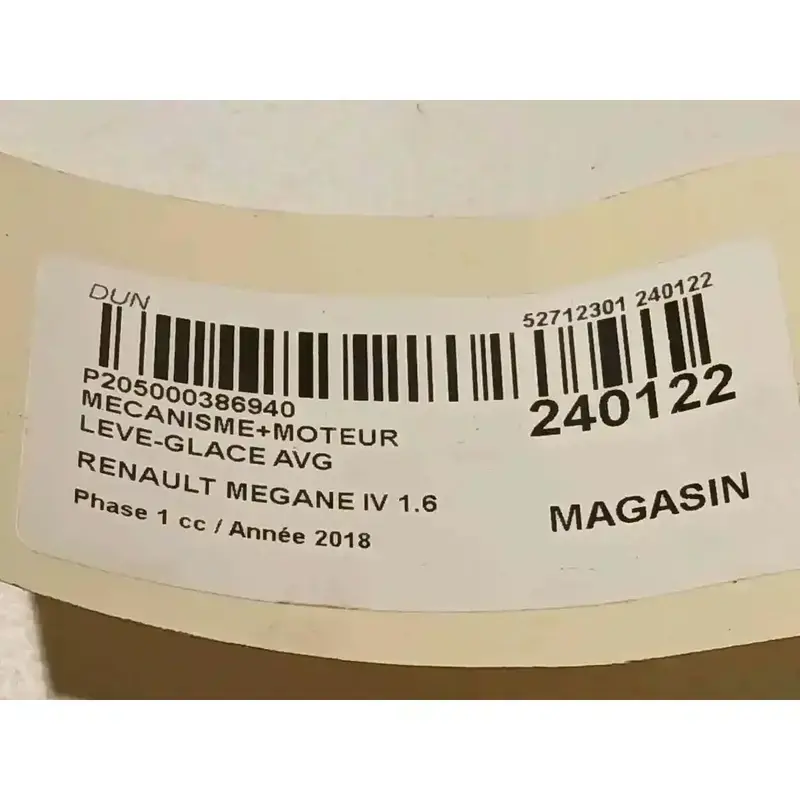 DUN
52712301 240122
P205000386940
240122
MECANISME+MOTEUR
LEVE-GLACE AVG
RENAULT MEGANE IV 1.6
MAGASIN
Phase 1 cc / Année 2018